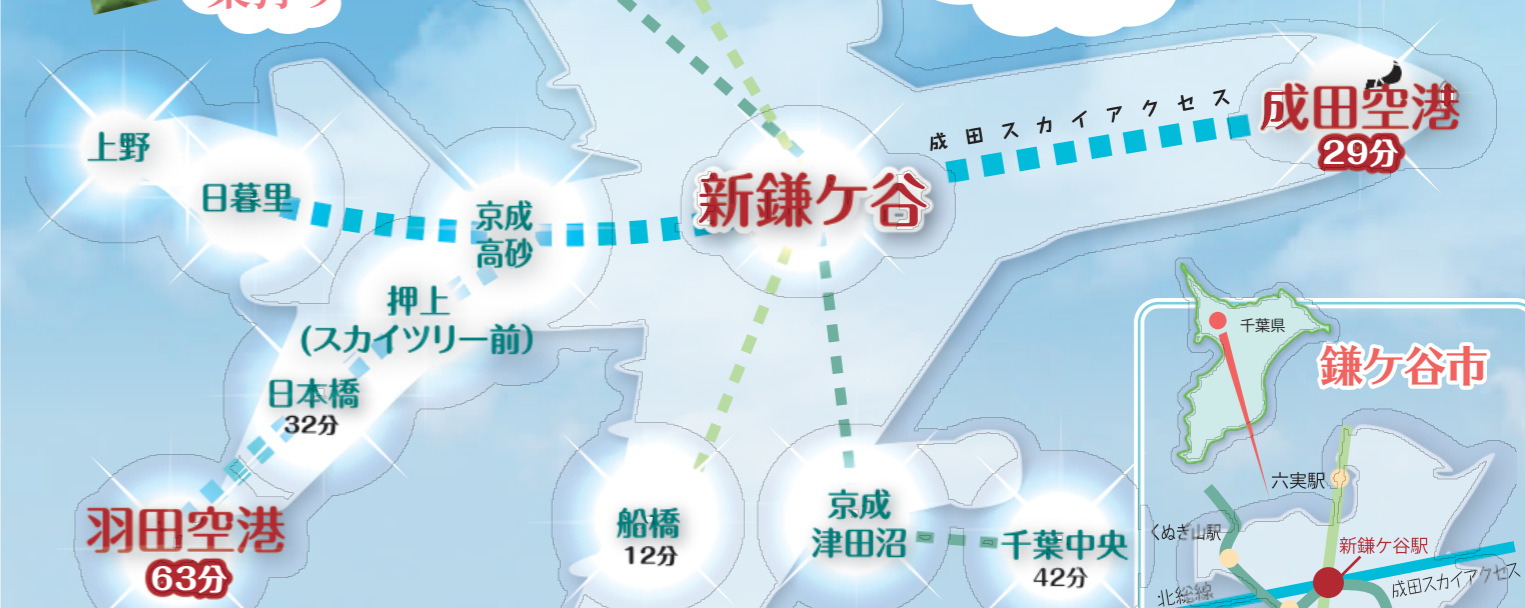 成田スカイアクセス
成田空港
29分
上野
日暮里
京成
高砂
新鎌ケ谷
押上
(スカイツリー前)
日本橋
32分
羽田空港
63分
船橋
12分
京成
津田沼
千葉中央
42分
千葉県
鎌ケ谷市
六実駅
くぬぎ山駅
新鎌ケ谷駅
北総線
成田スカイアクセス